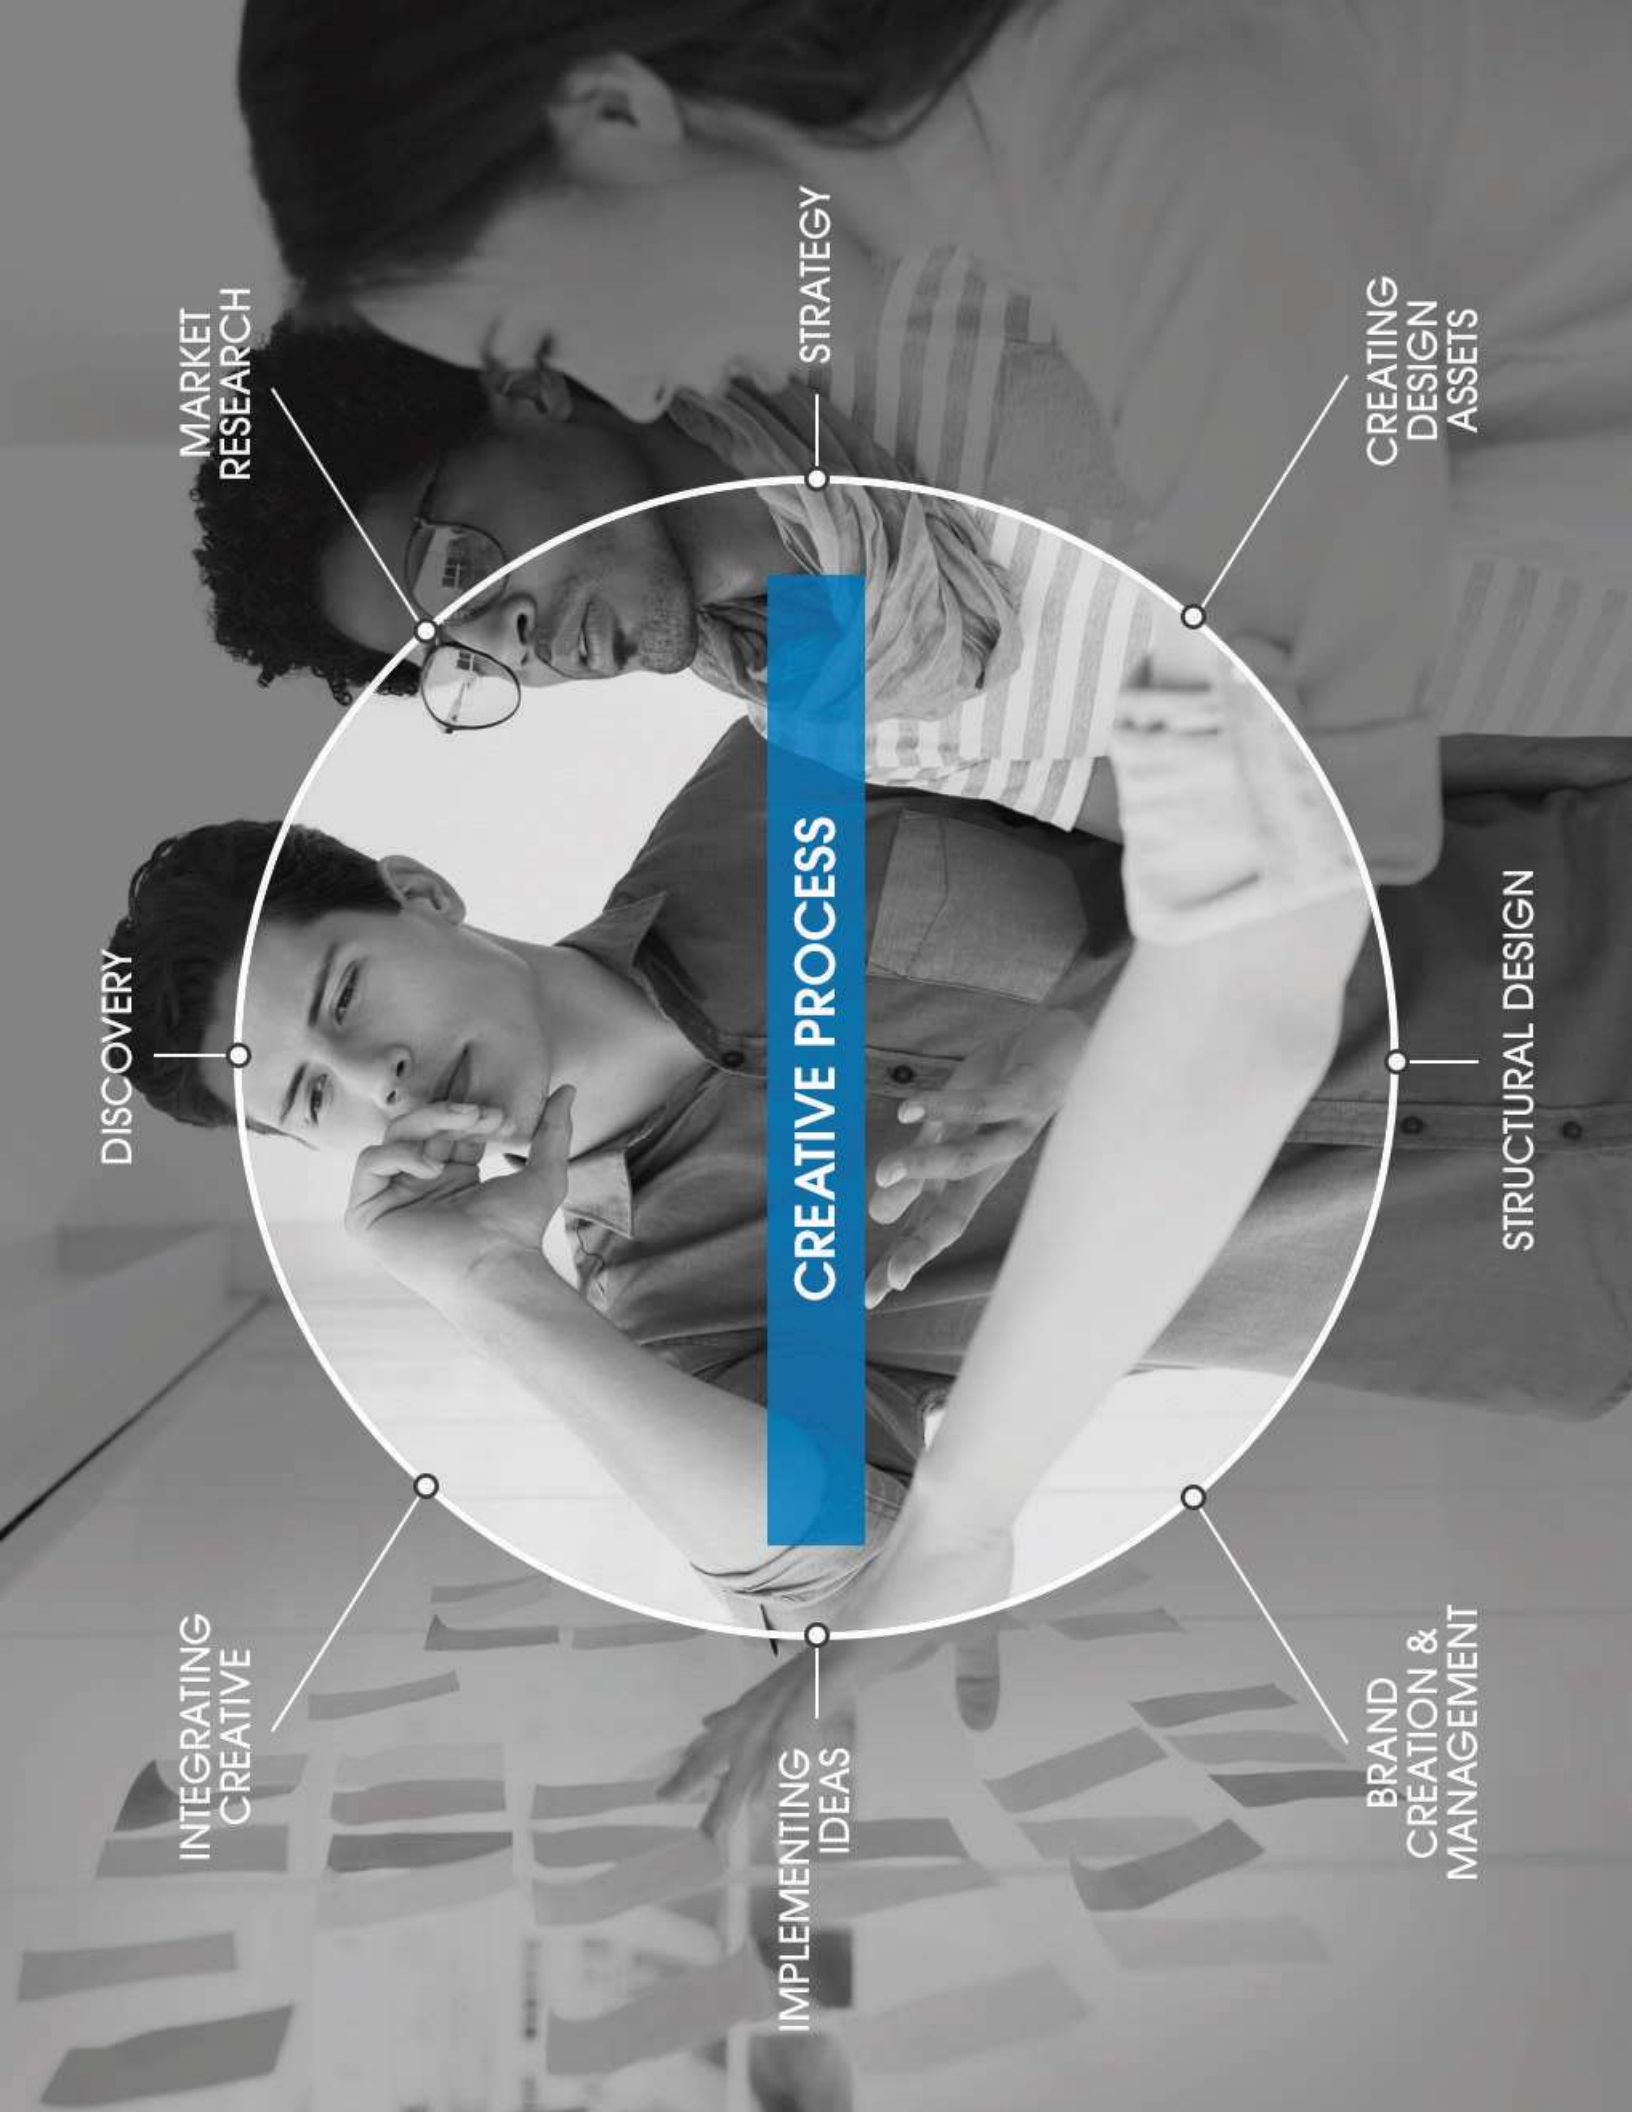 DISCOVERY
MARKET
RESEARCH
STRATEGY
CREATING
DESIGN
ASSETS
STRUCTURAL DESIGN
BRAND
CREATION &
MANAGEMENT
IMPLEMENTING
IDEAS
INTEGRATING
CREATIVE
CREATIVE PROCESS